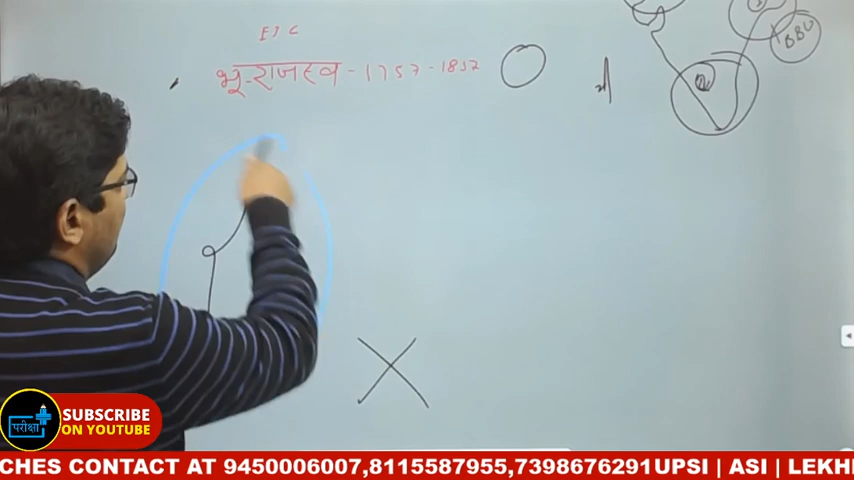 EIC
भू-राजस्व - 1757 - 1857
BBU
परीक्षा
SUBSCRIBE
ON YOUTUBE
CHES CONTACT AT 9450006007,8115587955,7398676291UPSI | ASI | LEKH